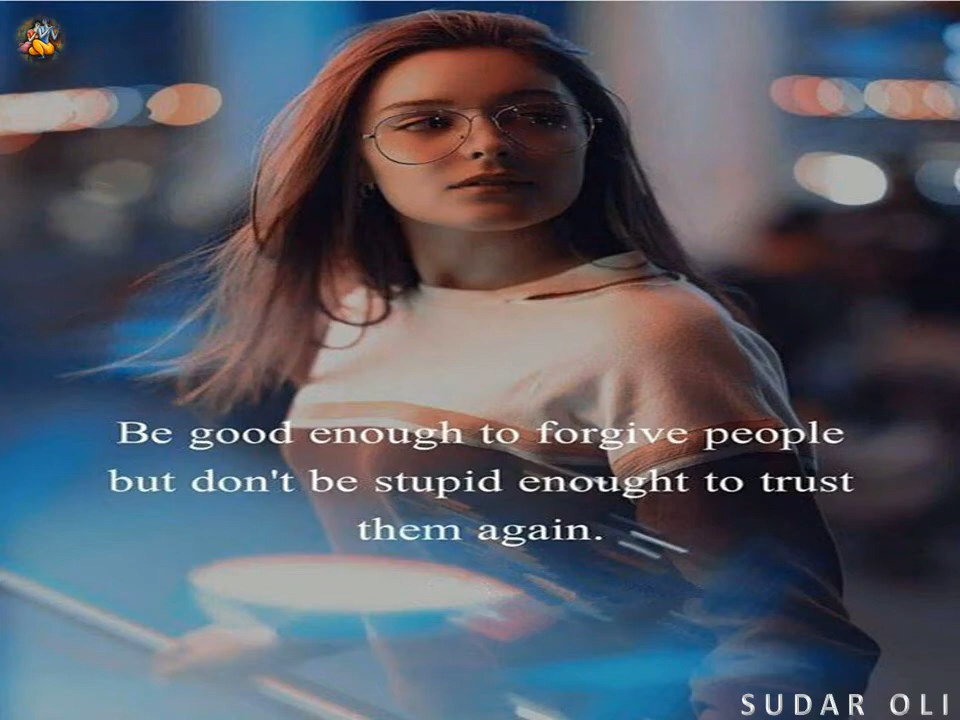 Be good enough to forgive people
but don't be stupid enought to trust
them again.
SUDAR OLI